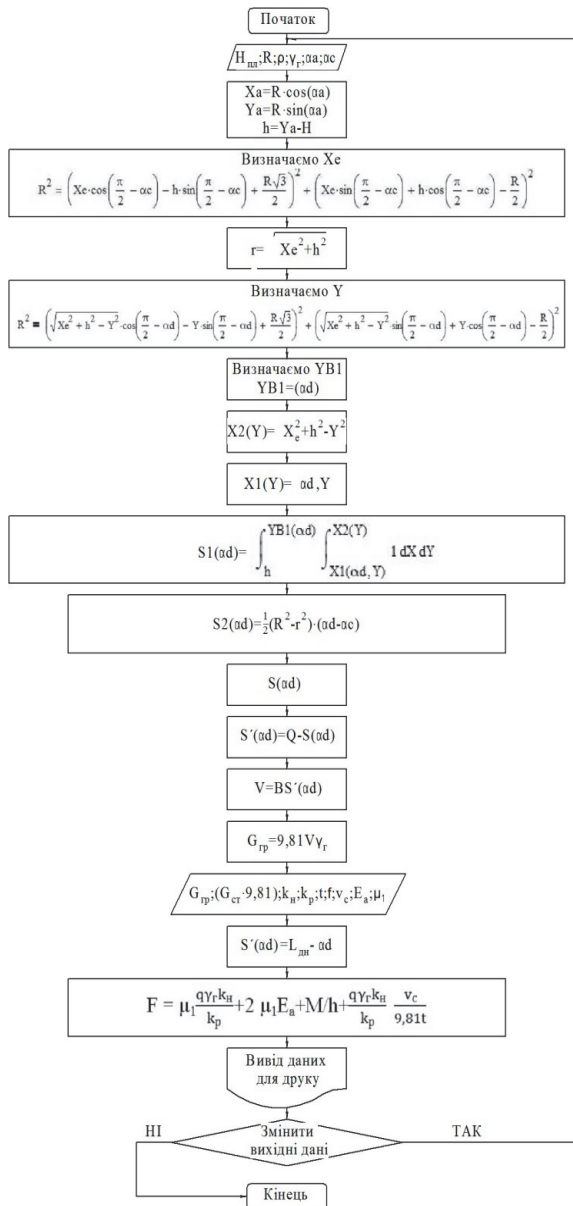 Початок
Hпл;R;ρ;γг;αa;αc
Xa=R·cos(αa)
Ya=R·sin(αa)
h=Ya-H
Визначаємо Xe
R² = (Xe·cos(π/2 − αc) − h·sin(π/2 − αc) + R√3/2)² + (Xe·sin(π/2 − αc) + h·cos(π/2 − αc) − R/2)²
r= √Xe²+h²
Визначаємо Y
R² = (√Xe² + h² − Y²·cos(π/2 − αd) − Y·sin(π/2 − αd) + R√3/2)² + (√Xe² + h² − Y²·sin(π/2 − αd) + Y·cos(π/2 − αd) − R/2)²
Визначаємо YB1
YB1=(αd)
X2(Y)= Xe²+h²-Y²
X1(Y)= αd,Y
S1(αd)= ∫h^YB1(αd) ∫X1(αd, Y)^X2(Y) 1 dX dY
S2(αd)=½(R²-r²)·(αd-αc)
S(αd)
S´(αd)=Q-S(αd)
V=BS´(αd)
Gгр=9,81Vγг
Gгр;(Gст·9,81);kн;kр;t;f;vc;Ea;μ1
S´(αd)=Lдн- αd
F = μ1 qγгkн/kр+2 μ1Ea+M/h+qγгkн/kр vc/9,81t
Вивід даних
для друку
НІ
Змінити
вихідні дані
ТАК
Кінець